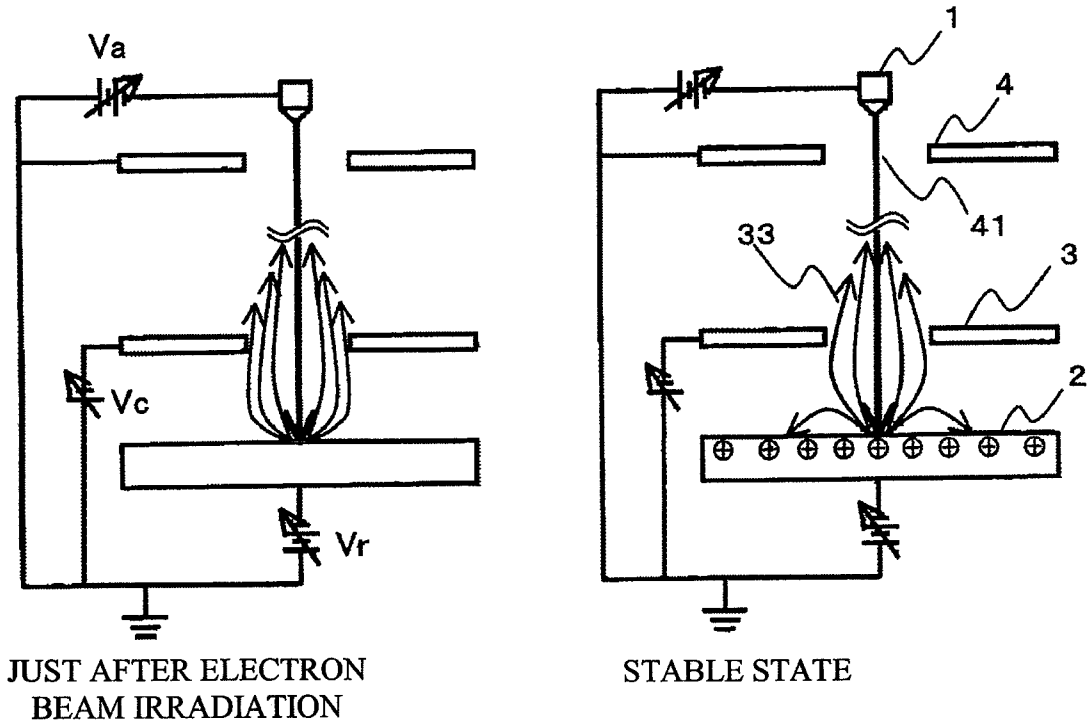 Va
1
4
41
33
3
Vc
2
Vr
JUST AFTER ELECTRON
BEAM IRRADIATION
STABLE STATE